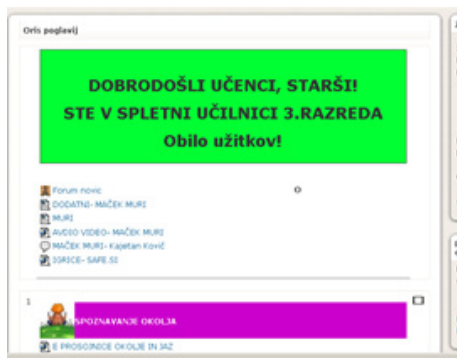 Oris poglavij
DOBRODOŠLI UČENCI, STARŠI!
STE V SPLETNI UČILNICI 3.RAZREDA
Obilo užitkov!
Forum novic
DODATNI- MAČEK MURI
MURI
AVDIO VIDEO- MAČEK MURI
MAČEK MURI- Kajetan Kovič
IGRICE- SAFE.SI
1
SPOZNAVANJE OKOLJA
E PROSOJNICE OKOLJE IN JAZ